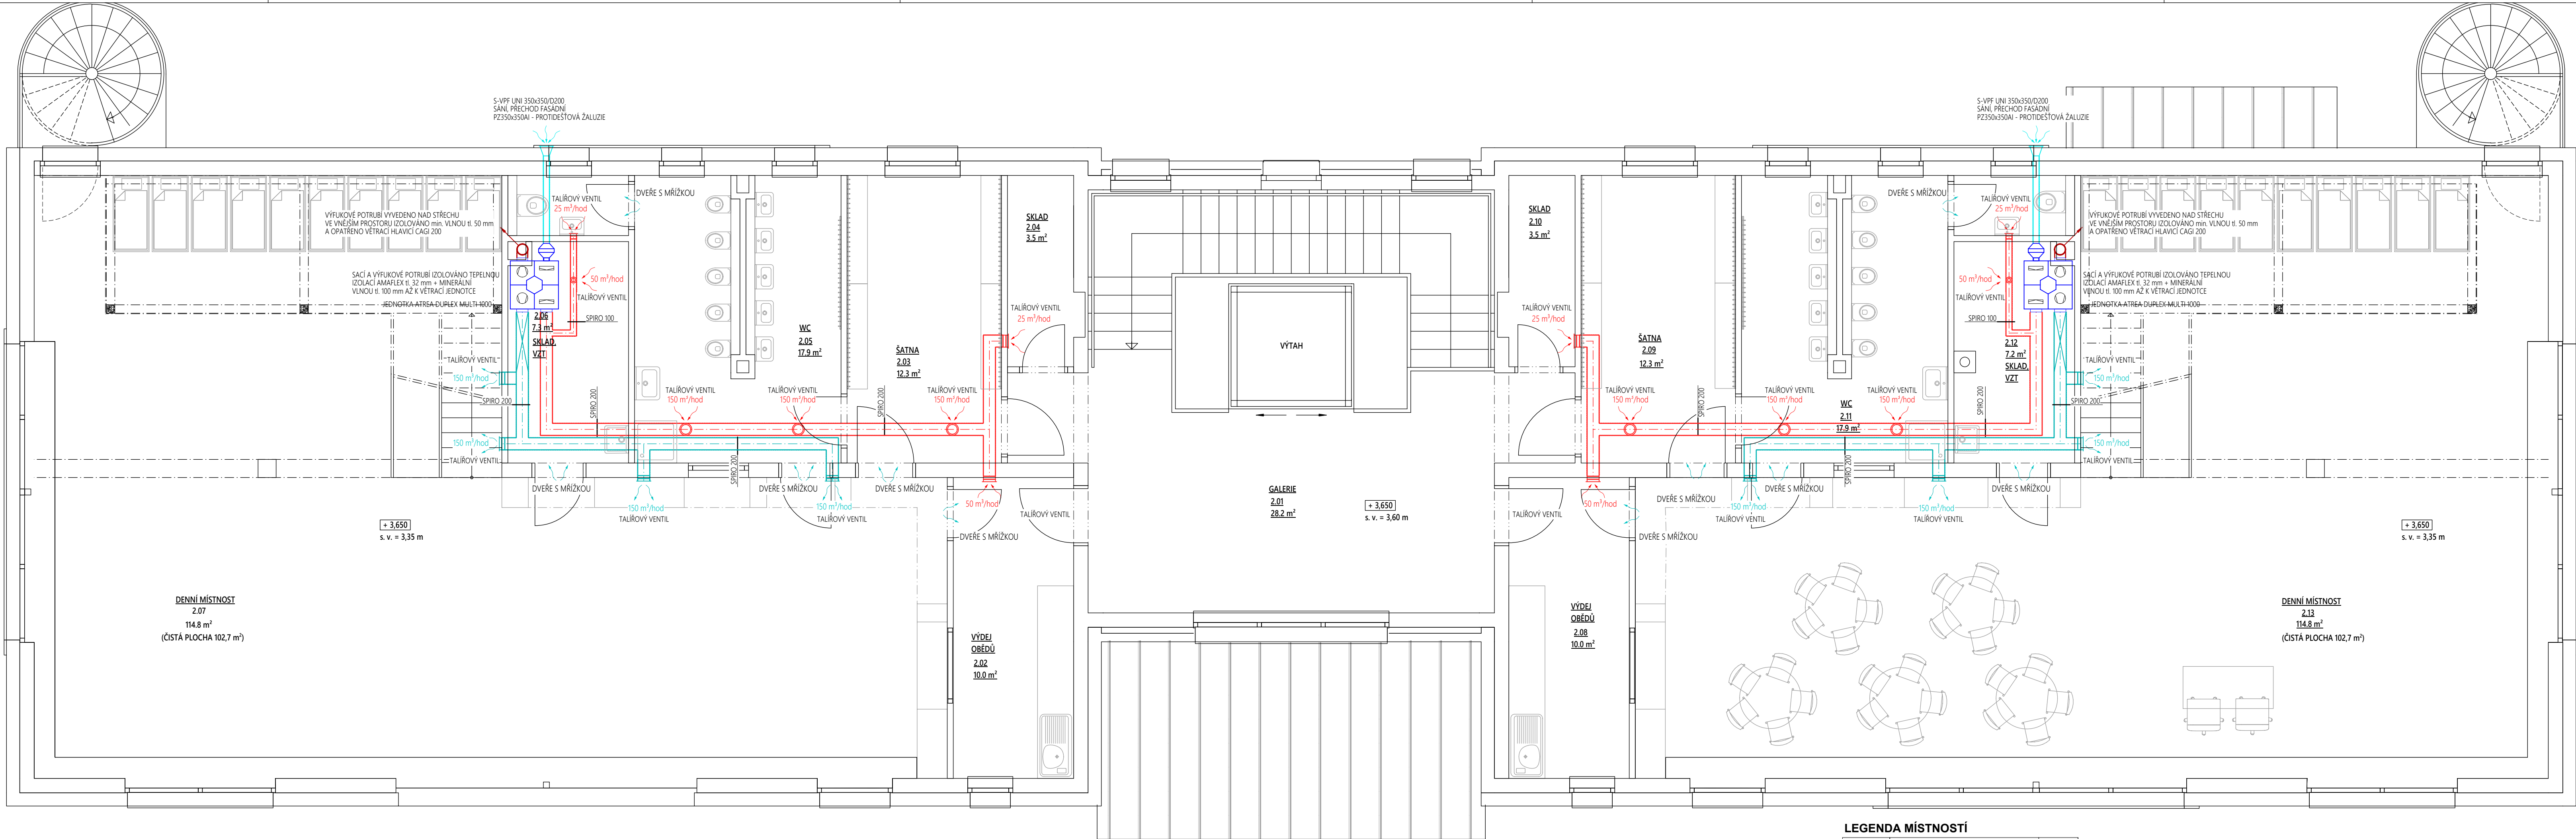 S-VPF UNI 350x350/D200
SÁNÍ, PŘECHOD FASÁDNÍ
PZ350x350AI - PROTIDEŠŤOVÁ ŽALUZIE
VÝFUKOVÉ POTRUBÍ VYVEDENO NAD STŘECHU
VE VNĚJŠÍM PROSTORU IZOLOVÁNO min. VLNOU tl. 50 mm
A OPATŘENO VĚTRACÍ HLAVICÍ CAGI 200
SACÍ A VÝFUKOVÉ POTRUBÍ IZOLOVÁNO TEPELNOU
IZOLACÍ AMAFLEX tl. 32 mm + MINERÁLNÍ
VLNOU tl. 100 mm AŽ K VĚTRACÍ JEDNOTCE
JEDNOTKA ATREA DUPLEX MULTI 1000
TALÍŘOVÝ VENTIL
25 m³/hod
DVEŘE S MŘÍŽKOU
50 m³/hod
TALÍŘOVÝ VENTIL
SPIRO 100
2.06
7.3 m²
SKLAD,
VZT
TALÍŘOVÝ VENTIL
150 m³/hod
SPIRO 200
150 m³/hod
TALÍŘOVÝ VENTIL
SPIRO 200
WC
2.05
17.9 m²
TALÍŘOVÝ VENTIL
150 m³/hod
TALÍŘOVÝ VENTIL
150 m³/hod
SPIRO 200
ŠATNA
2.03
12.3 m²
TALÍŘOVÝ VENTIL
150 m³/hod
SKLAD
2.04
3.5 m²
TALÍŘOVÝ VENTIL
25 m³/hod
SPIRO 200
DVEŘE S MŘÍŽKOU
150 m³/hod
TALÍŘOVÝ VENTIL
DVEŘE S MŘÍŽKOU
150 m³/hod
TALÍŘOVÝ VENTIL
DVEŘE S MŘÍŽKOU
50 m³/hod
TALÍŘOVÝ VENTIL
DVEŘE S MŘÍŽKOU
+ 3,650
s. v. = 3,35 m
DENNÍ MÍSTNOST
2.07
114.8 m²
(ČISTÁ PLOCHA 102,7 m²)
VÝDEJ
OBĚDŮ
2.02
10.0 m²
VÝTAH
GALERIE
2.01
28.2 m²
+ 3,650
s. v. = 3,60 m
SKLAD
2.10
3.5 m²
TALÍŘOVÝ VENTIL
25 m³/hod
ŠATNA
2.09
12.3 m²
TALÍŘOVÝ VENTIL
150 m³/hod
SPIRO 200
TALÍŘOVÝ VENTIL
150 m³/hod
WC
2.11
17.9 m²
TALÍŘOVÝ VENTIL
150 m³/hod
SPIRO 200
SPIRO 200
S-VPF UNI 350x350/D200
SÁNÍ, PŘECHOD FASÁDNÍ
PZ350x350AI - PROTIDEŠŤOVÁ ŽALUZIE
DVEŘE S MŘÍŽKOU
TALÍŘOVÝ VENTIL
25 m³/hod
VÝFUKOVÉ POTRUBÍ VYVEDENO NAD STŘECHU
VE VNĚJŠÍM PROSTORU IZOLOVÁNO min. VLNOU tl. 50 mm
A OPATŘENO VĚTRACÍ HLAVICÍ CAGI 200
50 m³/hod
TALÍŘOVÝ VENTIL
SACÍ A VÝFUKOVÉ POTRUBÍ IZOLOVÁNO TEPELNOU
IZOLACÍ AMAFLEX tl. 32 mm + MINERÁLNÍ
VLNOU tl. 100 mm AŽ K VĚTRACÍ JEDNOTCE
JEDNOTKA ATREA DUPLEX MULTI 1000
SPIRO 100
2.12
7.2 m²
SKLAD,
VZT
TALÍŘOVÝ VENTIL
150 m³/hod
SPIRO 200
150 m³/hod
TALÍŘOVÝ VENTIL
TALÍŘOVÝ VENTIL
50 m³/hod
DVEŘE S MŘÍŽKOU
DVEŘE S MŘÍŽKOU
150 m³/hod
TALÍŘOVÝ VENTIL
DVEŘE S MŘÍŽKOU
150 m³/hod
TALÍŘOVÝ VENTIL
DVEŘE S MŘÍŽKOU
+ 3,650
s. v. = 3,35 m
VÝDEJ
OBĚDŮ
2.08
10.0 m²
DENNÍ MÍSTNOST
2.13
114.8 m²
(ČISTÁ PLOCHA 102,7 m²)
LEGENDA MÍSTNOSTÍ